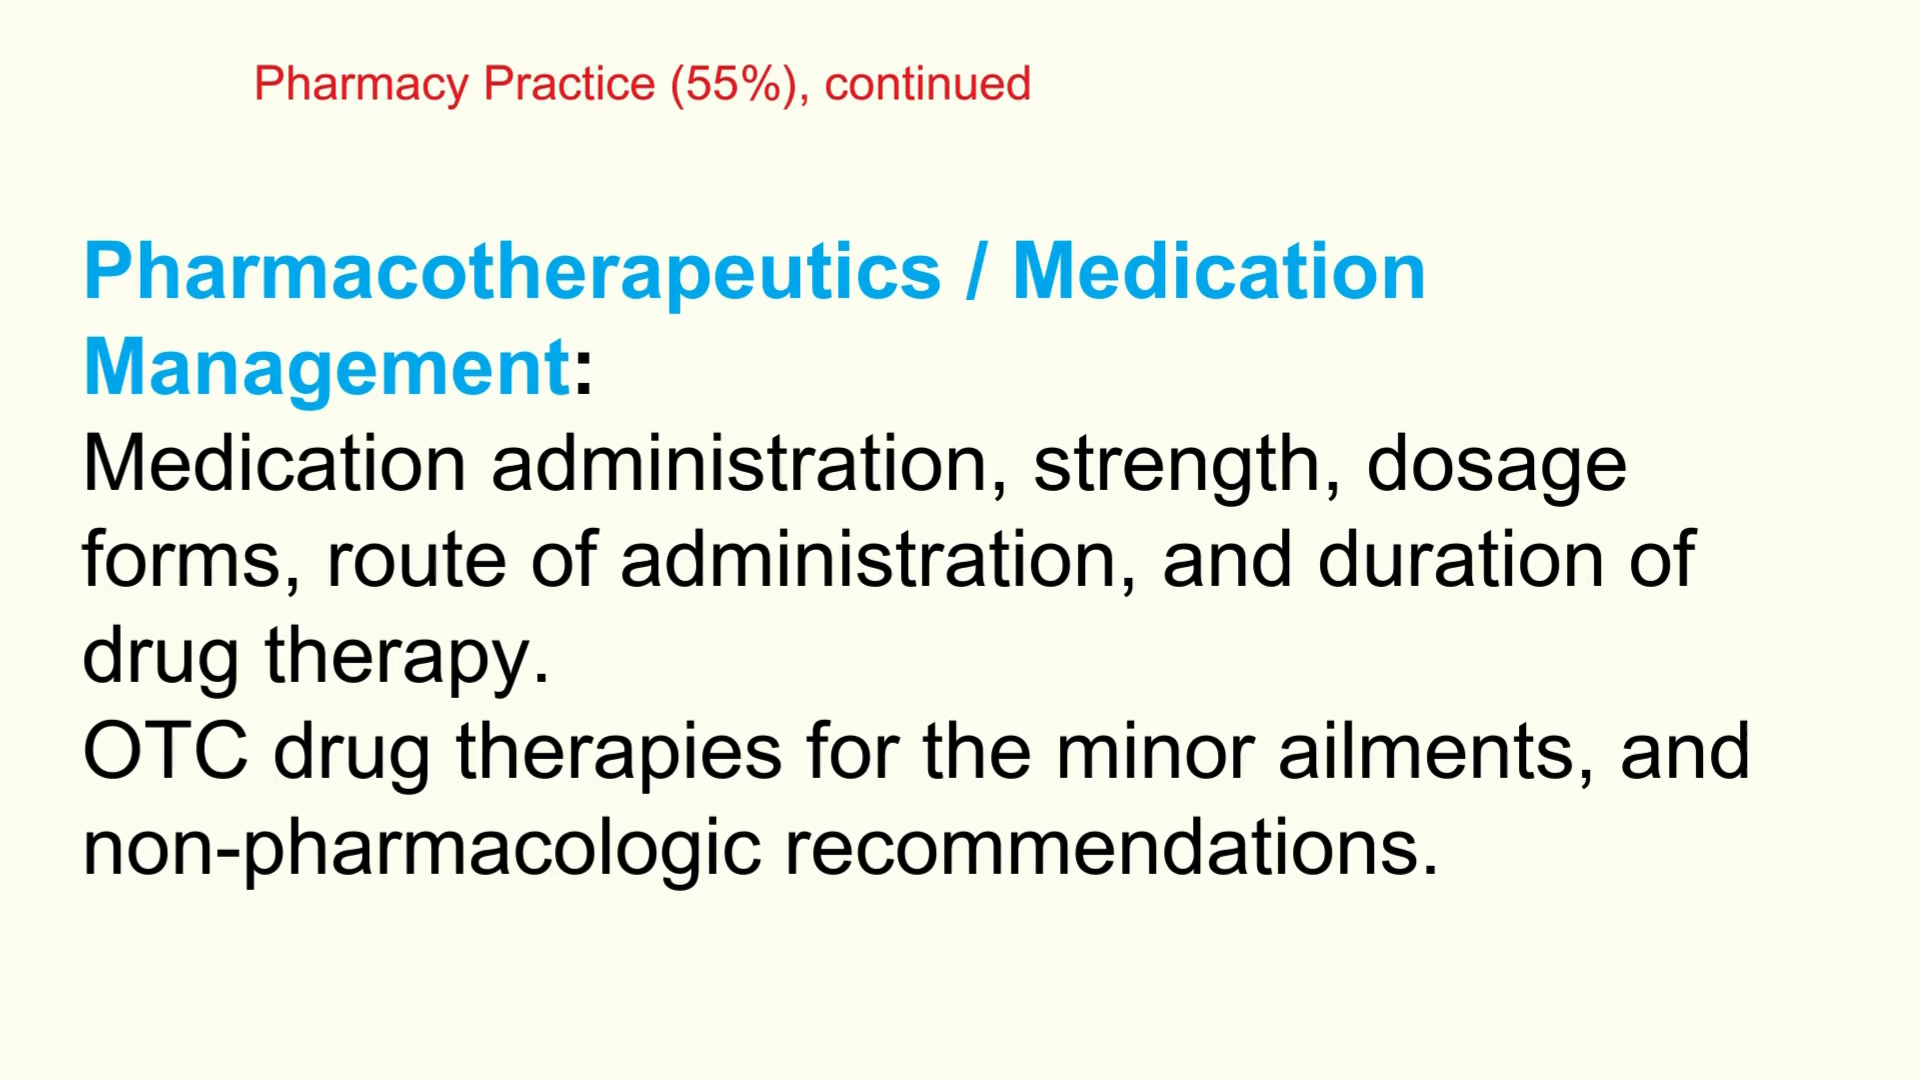 Pharmacy Practice (55%), continued
Pharmacotherapeutics / Medication
Management:
Medication administration, strength, dosage
forms, route of administration, and duration of
drug therapy.
OTC drug therapies for the minor ailments, and
non-pharmacologic recommendations.